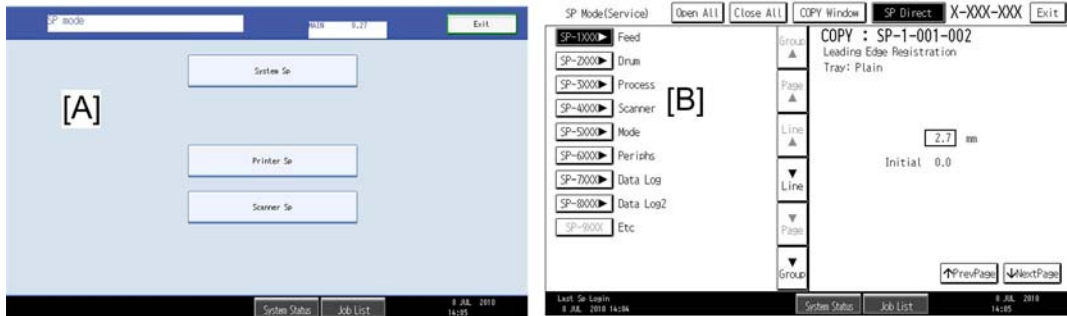 SP mode
MAIN 0.27
Exit
System Sp
[A]
Printer Sp
Scanner Sp
System Status
Job List
8 JUL 2010
14:05
SP Mode(Service)
Open All
Close All
COPY Window
SP Direct
X-XXX-XXX
Exit
SP-1XXX▶ Feed
SP-2XXX▶ Drum
SP-3XXX▶ Process
SP-4XXX▶ Scanner
SP-5XXX▶ Mode
SP-6XXX▶ Periphs
SP-7XXX▶ Data Log
SP-8XXX▶ Data Log2
SP-9XXX Etc
[B]
Group
▲
Page
▲
Line
▲
▼
Line
▼
Page
▼
Group
COPY : SP-1-001-002
Leading Edge Registration
Tray: Plain
2.7 mm
Initial 0.0
↑PrevPage
↓NextPage
Last Sp Login
8 JUL 2010 14:04
System Status
Job List
8 JUL 2010
14:05